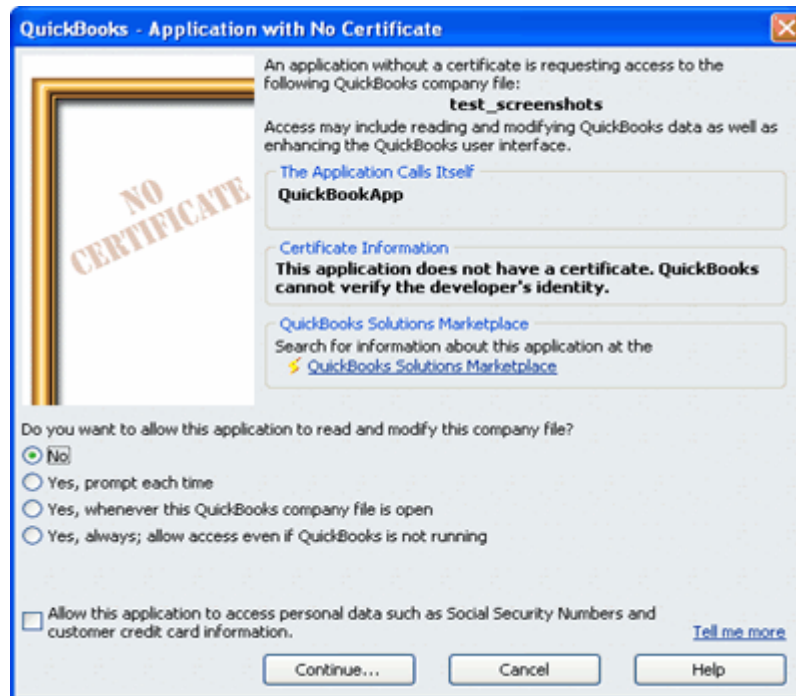 QuickBooks - Application with No Certificate
An application without a certificate is requesting access to the
following QuickBooks company file:
test_screenshots
Access may include reading and modifying QuickBooks data as well as
enhancing the QuickBooks user interface.
NO
CERTIFICATE
The Application Calls Itself
QuickBookApp
Certificate Information
This application does not have a certificate. QuickBooks
cannot verify the developer's identity.
QuickBooks Solutions Marketplace
Search for information about this application at the
QuickBooks Solutions Marketplace
Do you want to allow this application to read and modify this company file?
No
Yes, prompt each time
Yes, whenever this QuickBooks company file is open
Yes, always; allow access even if QuickBooks is not running
Allow this application to access personal data such as Social Security Numbers and
customer credit card information.
Tell me more
Continue...
Cancel
Help